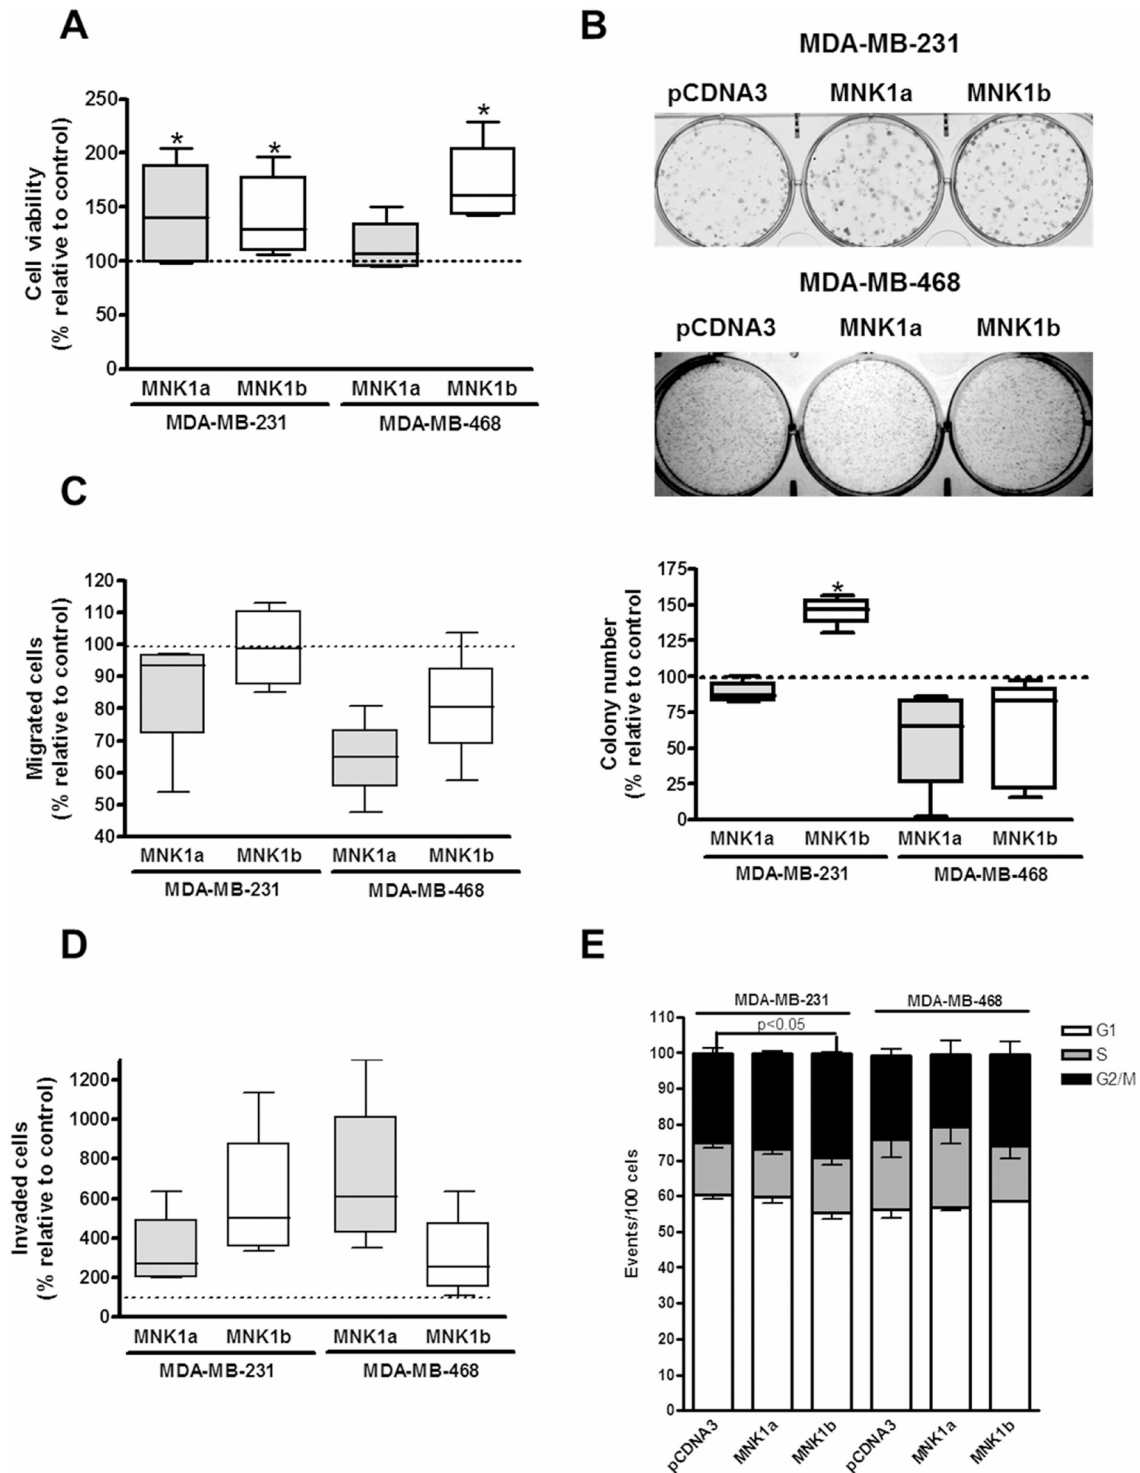 A
250
200
150
100
50
0
Cell viability
(% relative to control)
*
*
*
MNK1a
MNK1b
MNK1a
MNK1b
MDA-MB-231
MDA-MB-468
B
MDA-MB-231
pCDNA3
MNK1a
MNK1b
MDA-MB-468
pCDNA3
MNK1a
MNK1b
175
150
125
100
75
50
25
0
Colony number
(% relative to control
*
MNK1a
MNK1b
MNK1a
MNK1b
MDA-MB-231
MDA-MB-468
C
120
110
100
90
80
70
60
50
40
Migrated cells
(% relative to control)
MNK1a
MNK1b
MNK1a
MNK1b
MDA-MB-231
MDA-MB-468
D
1200
1000
800
600
400
200
0
Invaded cells
(% relative to control)
MNK1a
MNK1b
MNK1a
MNK1b
MDA-MB-231
MDA-MB-468
E
MDA-MB-231
MDA-MB-468
p<0.05
110
100
90
80
70
60
50
40
30
20
10
0
Events/100 cels
G1
S
G2/M
pCDNA3
MNK1a
MNK1b
pCDNA3
MNK1a
MNK1b